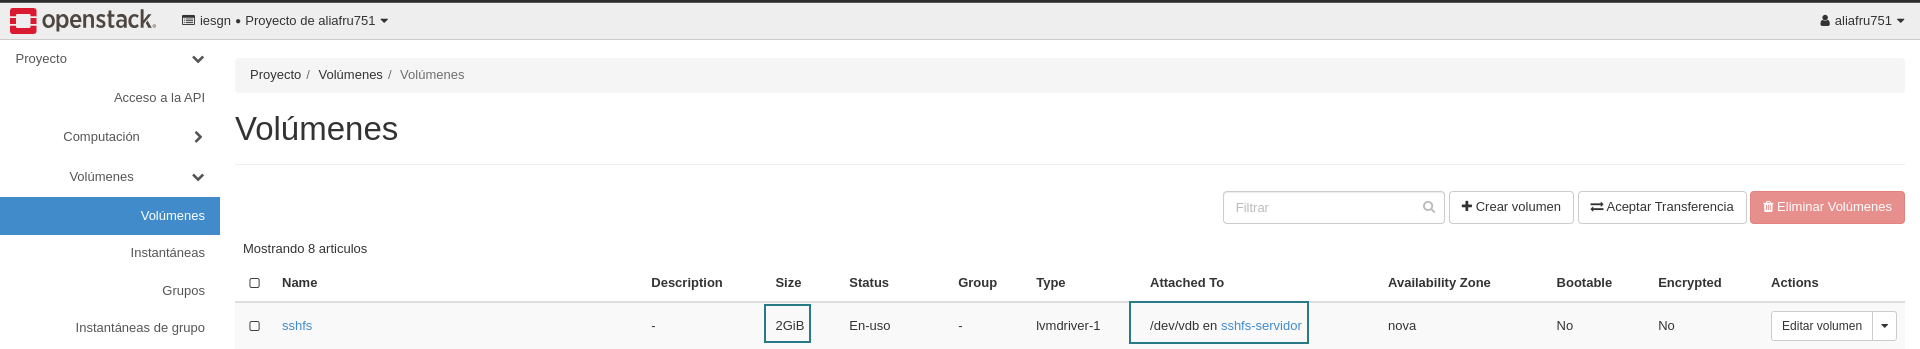 openstack. iesgn • Proyecto de aliafru751 aliafru751
Proyecto
Acceso a la API
Computación
Volúmenes
Volúmenes
Instantáneas
Grupos
Instantáneas de grupo
Proyecto / Volúmenes / Volúmenes
Volúmenes
Filtrar Crear volumen Aceptar Transferencia Eliminar Volúmenes
Mostrando 8 articulos
Name Description Size Status Group Type Attached To Availability Zone Bootable Encrypted Actions
sshfs - 2GiB En-uso - lvmdriver-1 /dev/vdb en sshfs-servidor nova No No Editar volumen